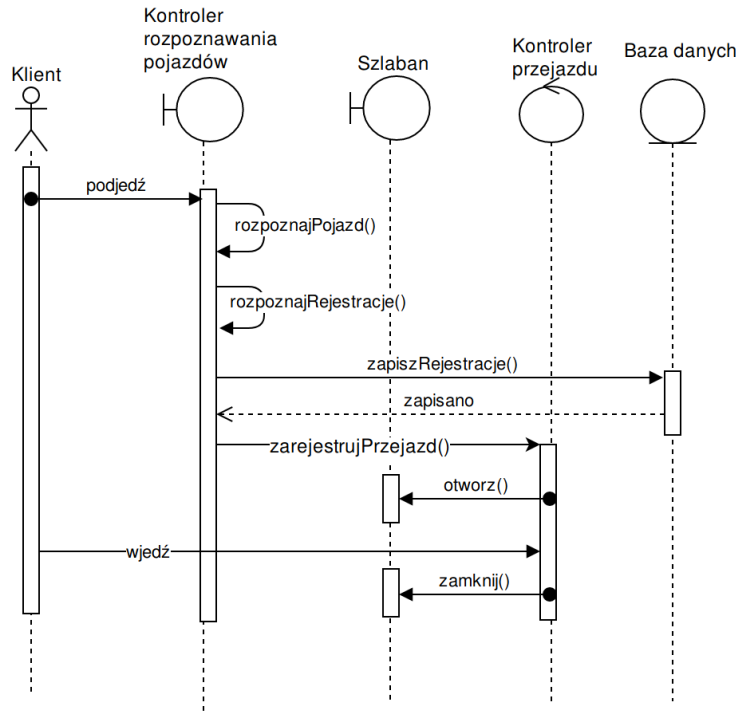 Klient
Kontroler
rozpoznawania
pojazdów
Szlaban
Kontroler
przejazdu
Baza danych
podjedź
rozpoznajPojazd()
rozpoznajRejestracje()
zapiszRejestracje()
zapisano
zarejestrujPrzejazd()
otworz()
wjedź
zamknij()